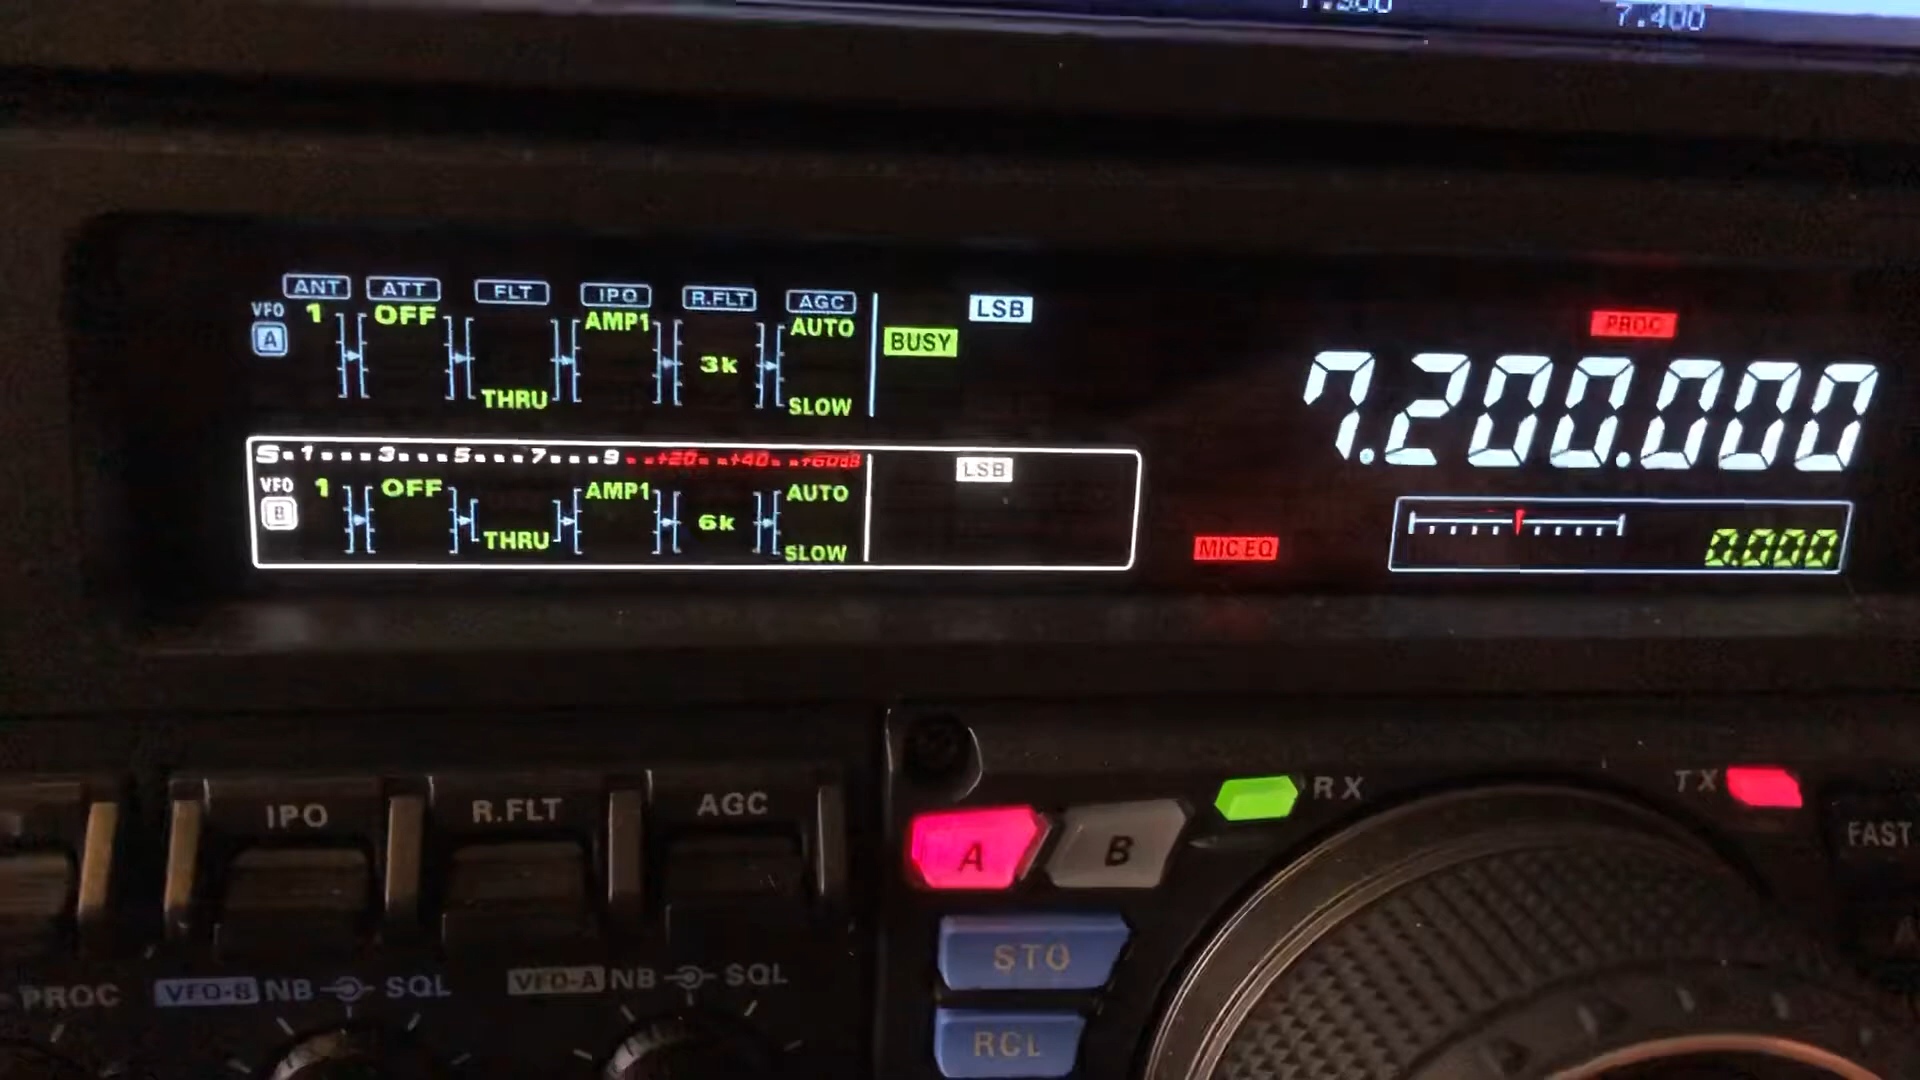 7.300
7.400
ANT ATT FLT IPO R.FLT AGC
VFO A 1 OFF THRU AMP1 3k AUTO SLOW
BUSY
LSB
PROC
7.200.000
S 1 3 5 7 9 +20 +40 +60dB
VFO B 1 OFF THRU AMP1 6k AUTO SLOW
LSB
MIC EQ
0.000
IPO R.FLT AGC
A B
RX
TX
FAST
STO
RCL
PROC
VFO-B NB SQL
VFO-A NB SQL